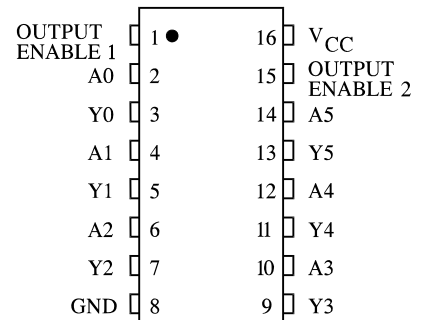 OUTPUT
ENABLE 1
1
16
VCC
A0
2
15
OUTPUT
ENABLE 2
Y0
3
14
A5
A1
4
13
Y5
Y1
5
12
A4
A2
6
11
Y4
Y2
7
10
A3
GND
8
9
Y3